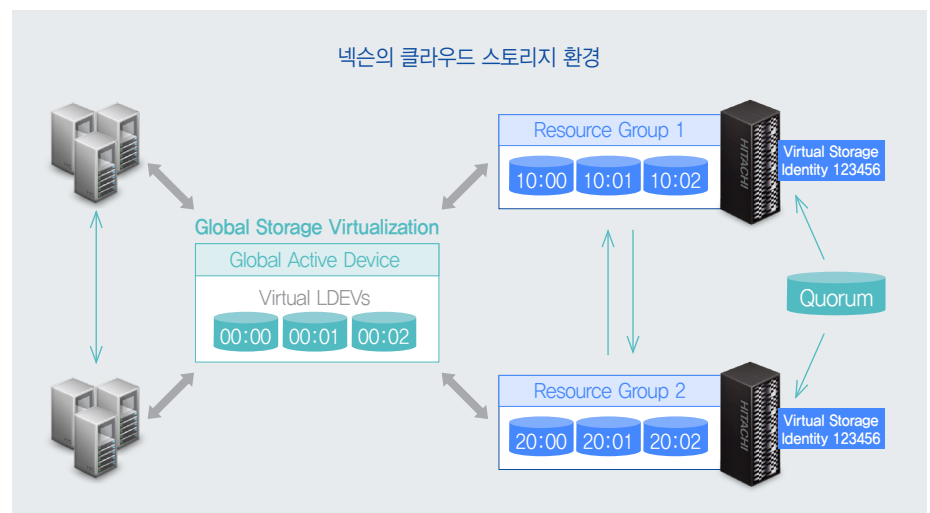 넥슨의 클라우드 스토리지 환경
Resource Group 1
10:00 10:01 10:02
HITACHI
Virtual Storage
Identity 123456
Global Storage Virtualization
Global Active Device
Virtual LDEVs
00:00 00:01 00:02
Quorum
Resource Group 2
20:00 20:01 20:02
HITACHI
Virtual Storage
Identity 123456